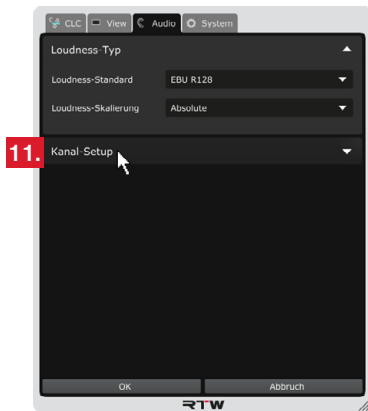 CLC View Audio System
Loudness-Typ
Loudness-Standard EBU R128
Loudness-Skalierung Absolute
11. Kanal-Setup
OK Abbruch
RTW